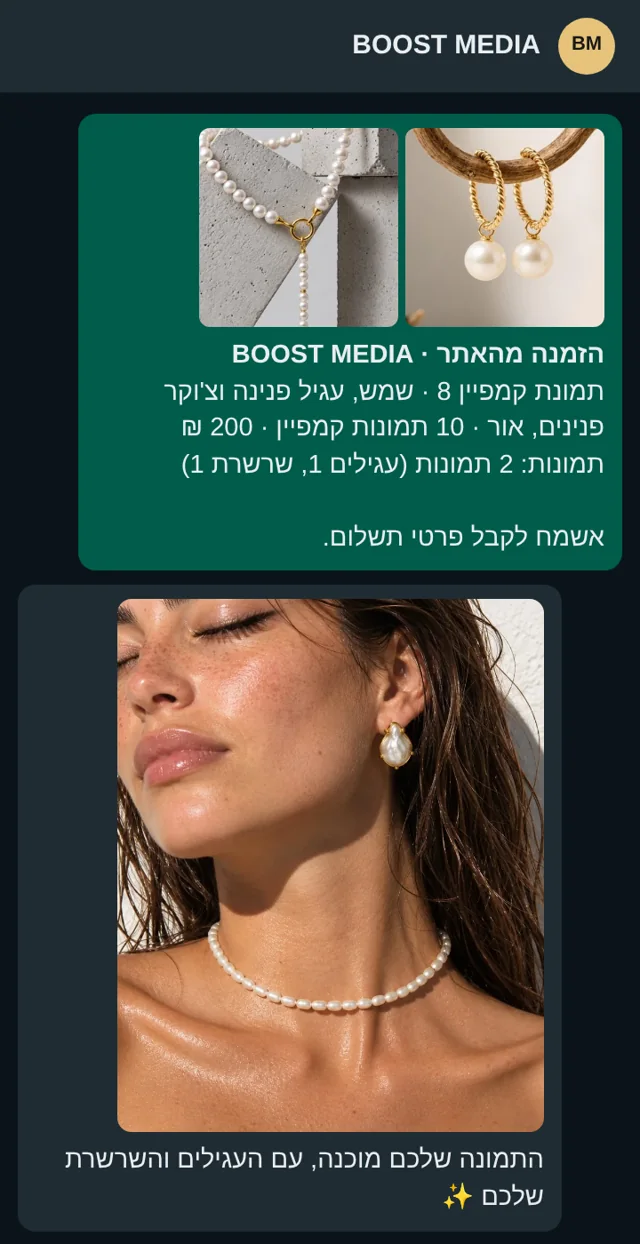 BOOST MEDIA
BM
הזמנה מהאתר · BOOST MEDIA
תמונת קמפיין 8 · שמש, עגיל פנינה וצ'וקר
פנינים, אור · 10 תמונות קמפיין · 200 ₪
תמונות: 2 תמונות (עגילים 1, שרשרת 1)
אשמח לקבל פרטי תשלום.
התמונה שלכם מוכנה, עם העגילים והשרשרת
שלכם ✨